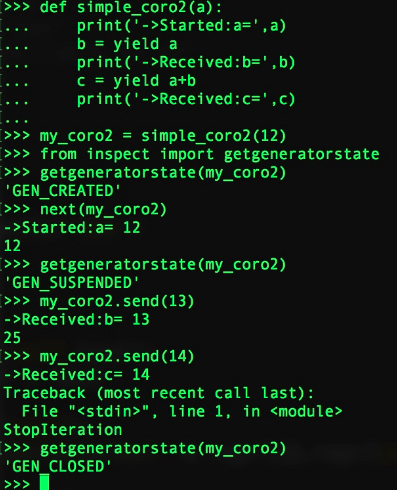 >>> def simple_coro2(a):
...     print('->Started:a=',a)
...     b = yield a
...     print('->Received:b=',b)
...     c = yield a+b
...     print('->Received:c=',c)
...
>>> my_coro2 = simple_coro2(12)
>>> from inspect import getgeneratorstate
>>> getgeneratorstate(my_coro2)
'GEN_CREATED'
>>> next(my_coro2)
->Started:a= 12
12
>>> getgeneratorstate(my_coro2)
'GEN_SUSPENDED'
>>> my_coro2.send(13)
->Received:b= 13
25
>>> my_coro2.send(14)
->Received:c= 14
Traceback (most recent call last):
  File "<stdin>", line 1, in <module>
StopIteration
>>> getgeneratorstate(my_coro2)
'GEN_CLOSED'
>>>